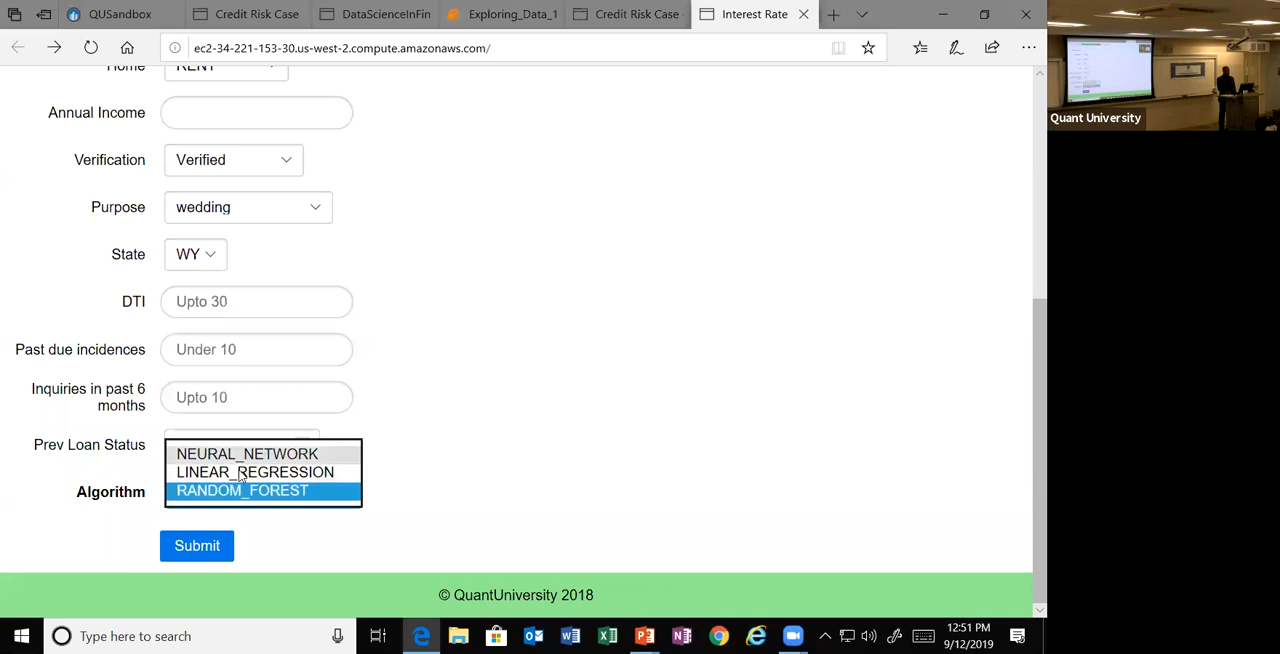 QUSandbox
Credit Risk Case
DataScienceInFin
Exploring_Data_1
Credit Risk Case
Interest Rate
ec2-34-221-153-30.us-west-2.compute.amazonaws.com/
Home
RENT
Annual Income
Verification
Verified
Purpose
wedding
State
WY
DTI
Upto 30
Past due incidences
Under 10
Inquiries in past 6
months
Upto 10
Prev Loan Status
NEURAL_NETWORK
LINEAR_REGRESSION
RANDOM_FOREST
Algorithm
Submit
© QuantUniversity 2018
Type here to search
12:51 PM
9/12/2019
Quant University